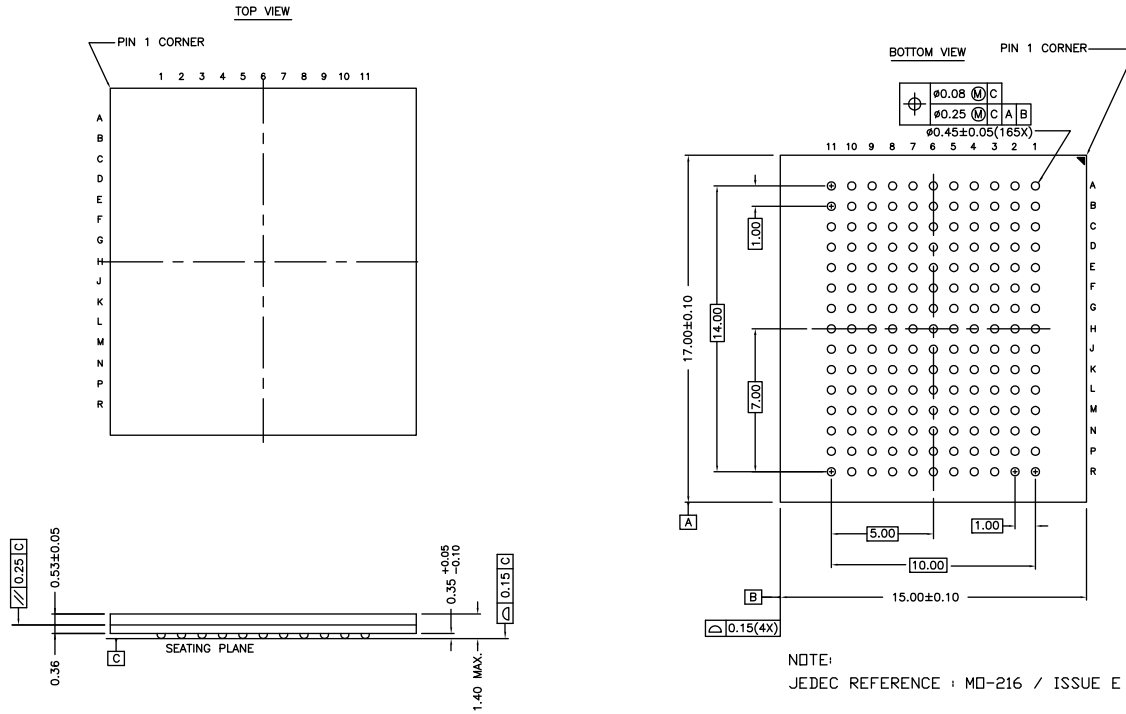 TOP VIEW
PIN 1 CORNER
1 2 3 4 5 6 7 8 9 10 11
A
B
C
D
E
F
G
H
J
K
L
M
N
P
R
BOTTOM VIEW
PIN 1 CORNER
ø0.08 Ⓜ C
ø0.25 Ⓜ C A B
ø0.45±0.05(165X)
11 10 9 8 7 6 5 4 3 2 1
A
B
C
D
E
F
G
H
J
K
L
M
N
P
R
1.00
14.00
17.00±0.10
7.00
A
5.00
1.00
10.00
B
15.00±0.10
0.15(4X)
0.25 C
0.53±0.05
0.36
C
SEATING PLANE
0.35 +0.05
-0.10
0.15 C
1.40 MAX.
NOTE:
JEDEC REFERENCE : MO-216 / ISSUE E